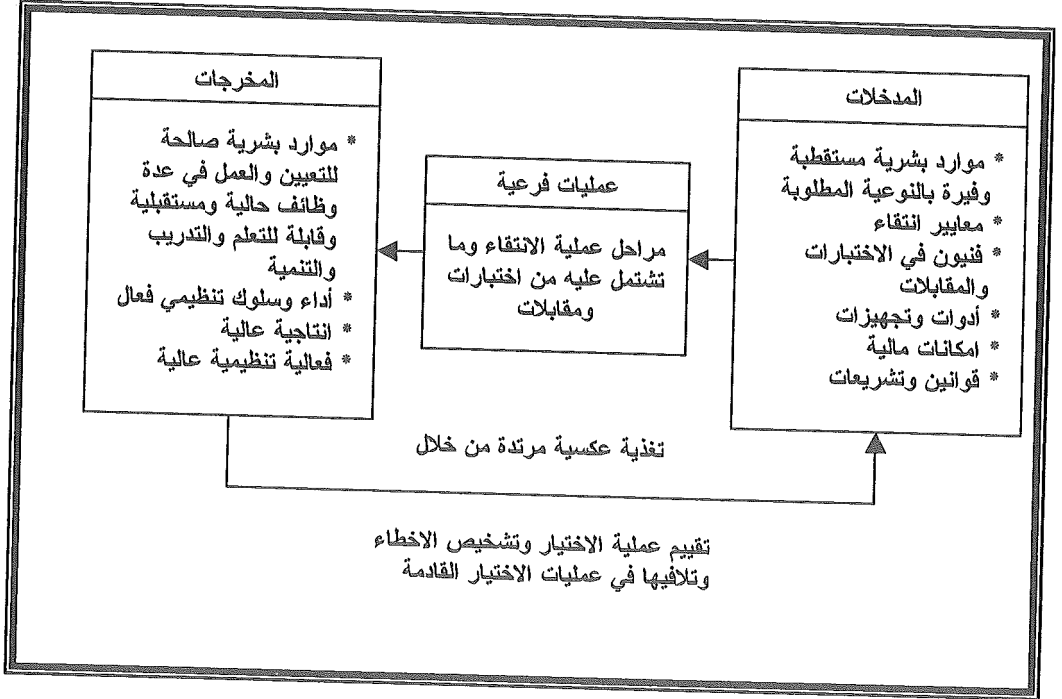 المدخلات
* موارد بشرية مستقطبة
وفيرة بالنوعية المطلوبة
* معايير انتقاء
* فنيون في الاختبارات
والمقابلات
* أدوات وتجهيزات
* امكانات مالية
* قوانين وتشريعات
عمليات فرعية
مراحل عملية الانتقاء وما
تشتمل عليه من اختبارات
ومقابلات
المخرجات
* موارد بشرية صالحة
للتعيين والعمل في عدة
وظائف حالية ومستقبلية
وقابلة للتعلم والتدريب
والتنمية
* أداء وسلوك تنظيمي فعال
* انتاجية عالية
* فعالية تنظيمية عالية
تغذية عكسية مرتدة من خلال
تقييم عملية الاختيار وتشخيص الاخطاء
وتلافيها في عمليات الاختيار القادمة